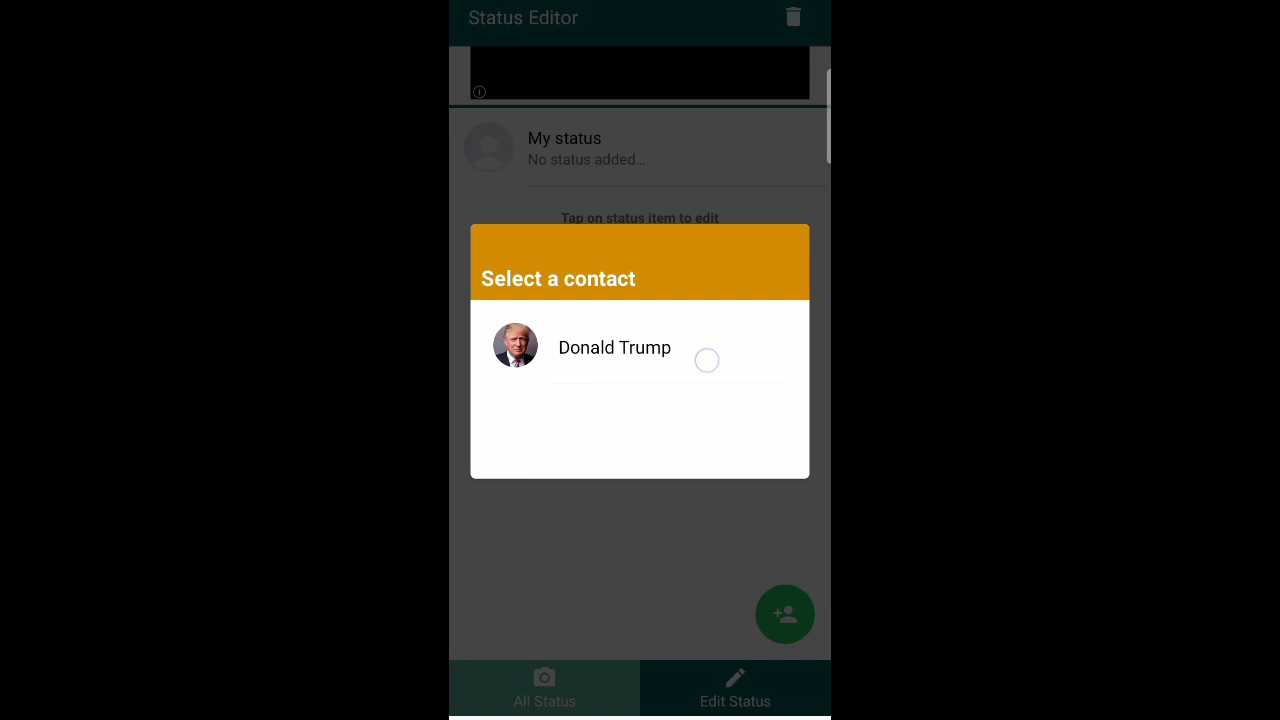 Status Editor
My status
No status added...
Tap on status item to edit
Select a contact
Donald Trump
All Status
Edit Status